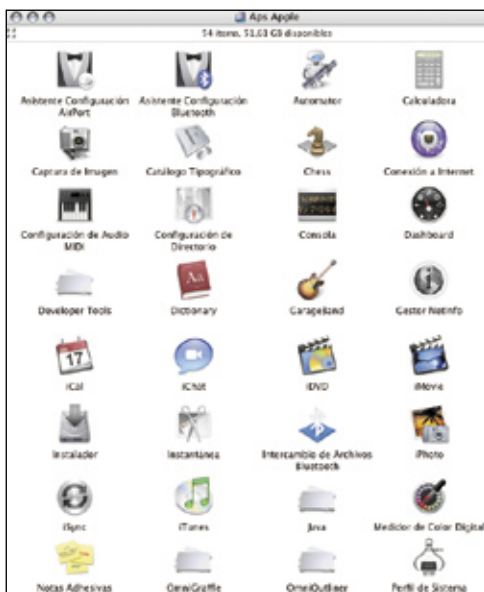 Aps Apple
54 items, 51,63 GB disponibles
Asistente Configuración Asistente Configuración Automator Calculadora
AirPort Bluetooth
Captura de Imagen Catálogo Tipográfico Chess Conexión a Internet
Configuración de Audio Configuración de Consola Dashboard
MIDI Directorio
Developer Tools Dictionary GarageBand Gestor NetInfo
17
iCal iChat iDVD iMovie
Instalador Instantánea Intercambio de Archivos iPhoto
Bluetooth
iSync iTunes Java Medidor de Color Digital
Notas Adhesivas OmniGraffle OmniOutliner Perfil de Sistema